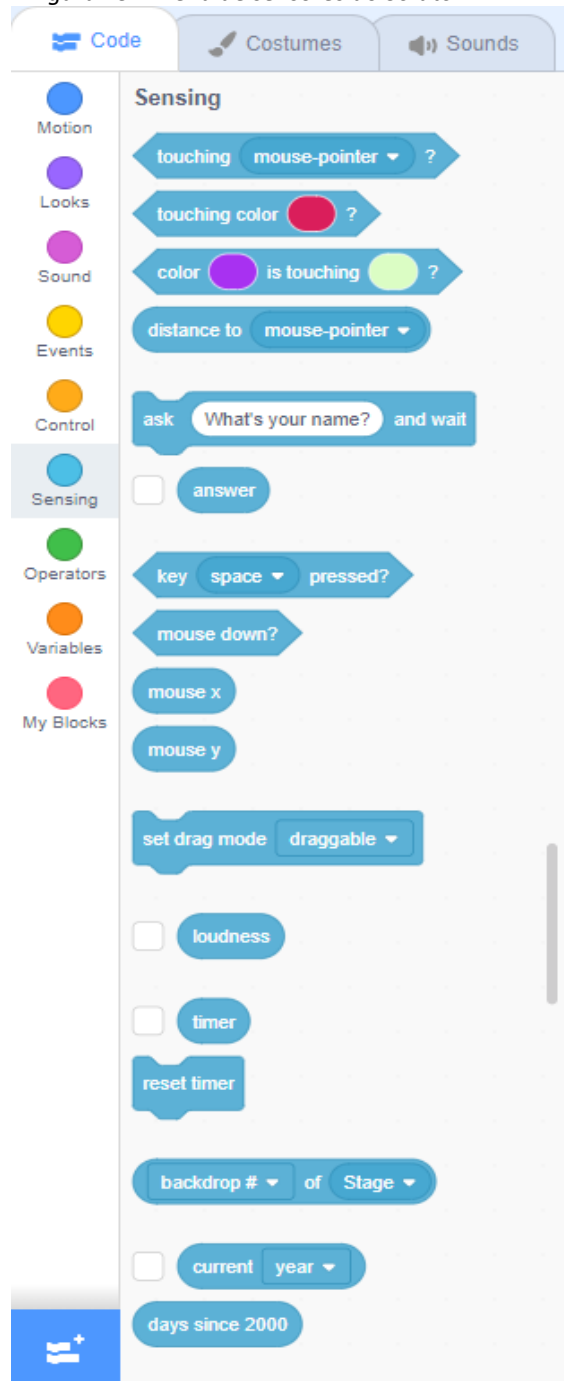 Code Costumes Sounds
Motion
Looks
Sound
Events
Control
Sensing
Operators
Variables
My Blocks
Sensing
touching mouse-pointer ?
touching color ?
color is touching ?
distance to mouse-pointer
ask What's your name? and wait
answer
key space pressed?
mouse down?
mouse x
mouse y
set drag mode draggable
loudness
timer
reset timer
backdrop # of Stage
current year
days since 2000